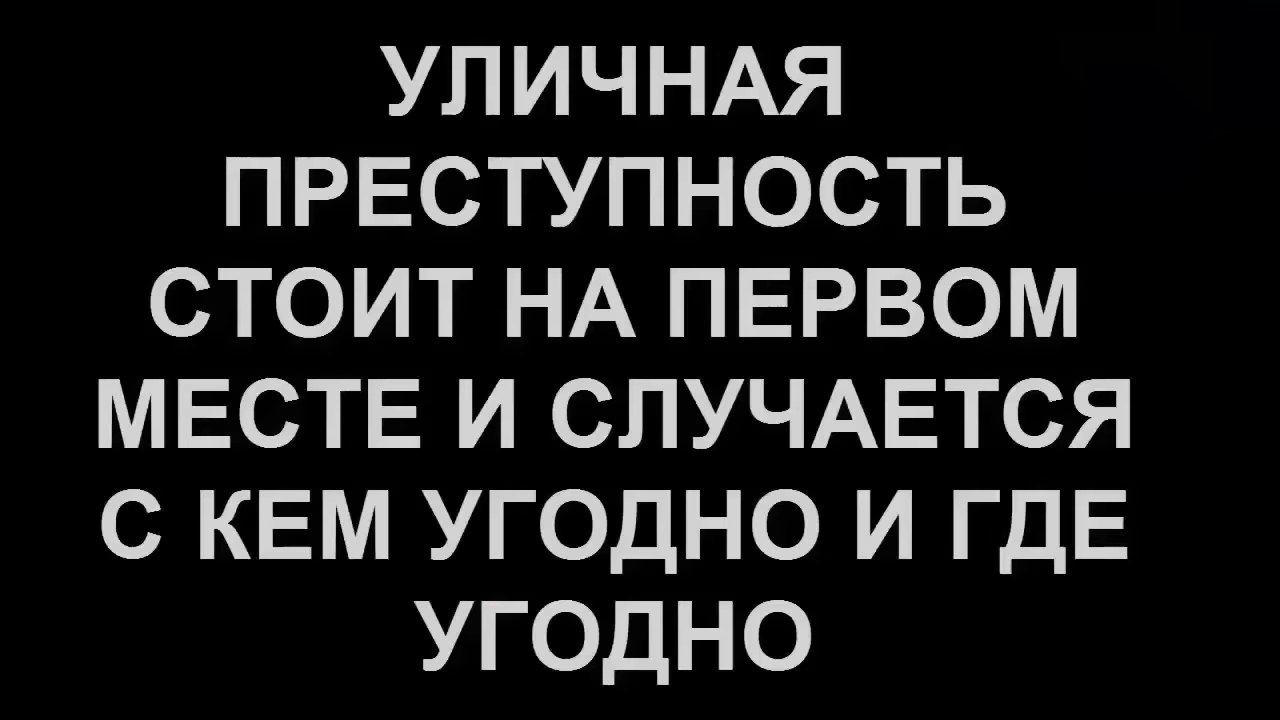 УЛИЧНАЯ
ПРЕСТУПНОСТЬ
СТОИТ НА ПЕРВОМ
МЕСТЕ И СЛУЧАЕТСЯ
С КЕМ УГОДНО И ГДЕ
УГОДНО